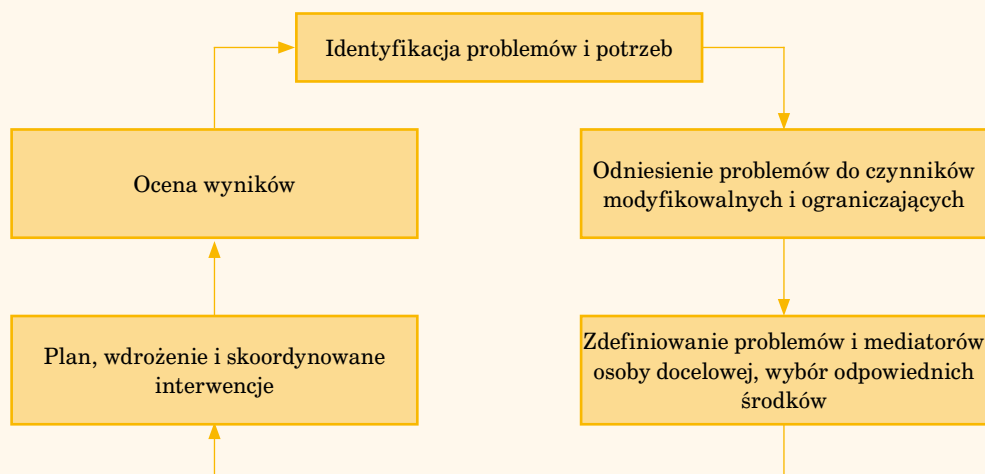 Identyfikacja problemów i potrzeb
Odniesienie problemów do czynników
modyfikowalnych i ograniczających
Zdefiniowanie problemów i mediatorów
osoby docelowej, wybór odpowiednich
środków
Plan, wdrożenie i skoordynowane
interwencje
Ocena wyników